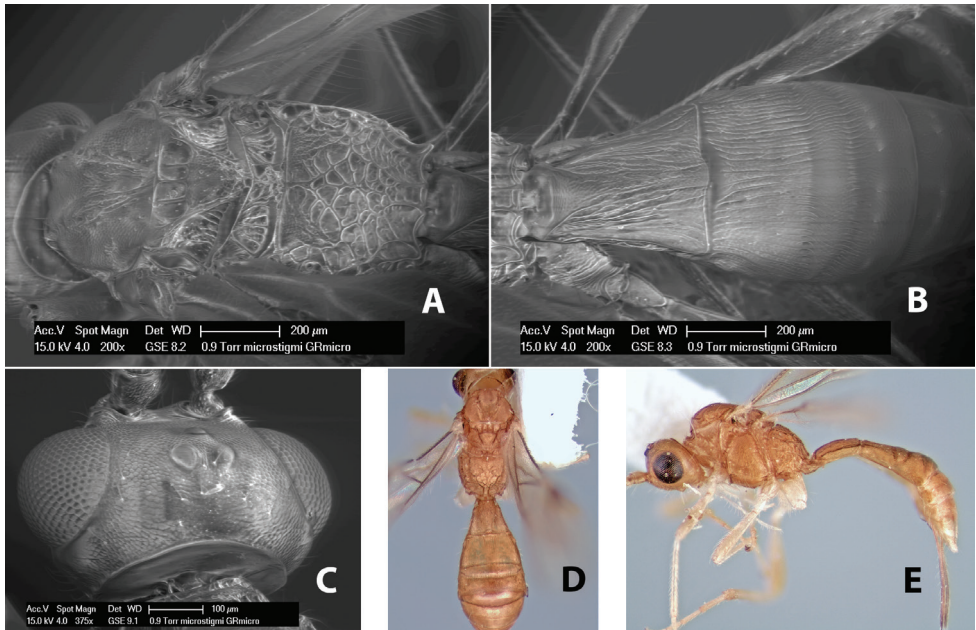 A
Acc.V Spot Magn Det WD 200 µm
15.0 kV 4.0 200x GSE 8.2 0.9 Torr microstigmi GRmicro
B
Acc.V Spot Magn Det WD 200 µm
15.0 kV 4.0 200x GSE 8.3 0.9 Torr microstigmi GRmicro
C
Acc.V Spot Magn Det WD 100 µm
15.0 kV 4.0 375x GSE 9.1 0.9 Torr microstigmi GRmicro
D
E